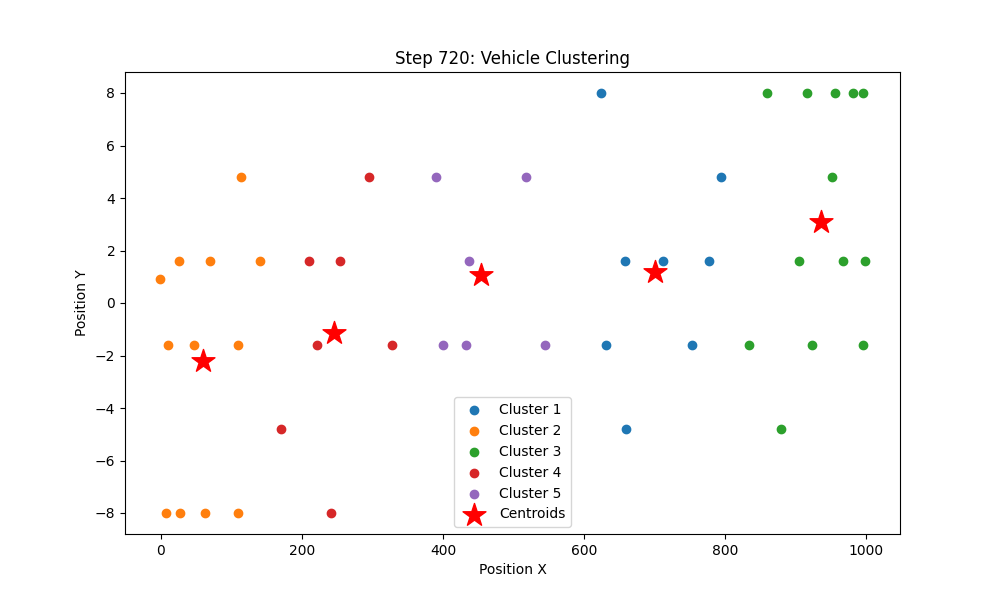 Step 720: Vehicle Clustering
Position Y
8
6
4
2
0
−2
−4
−6
−8
Cluster 1
Cluster 2
Cluster 3
Cluster 4
Cluster 5
Centroids
0 200 400 600 800 1000
Position X